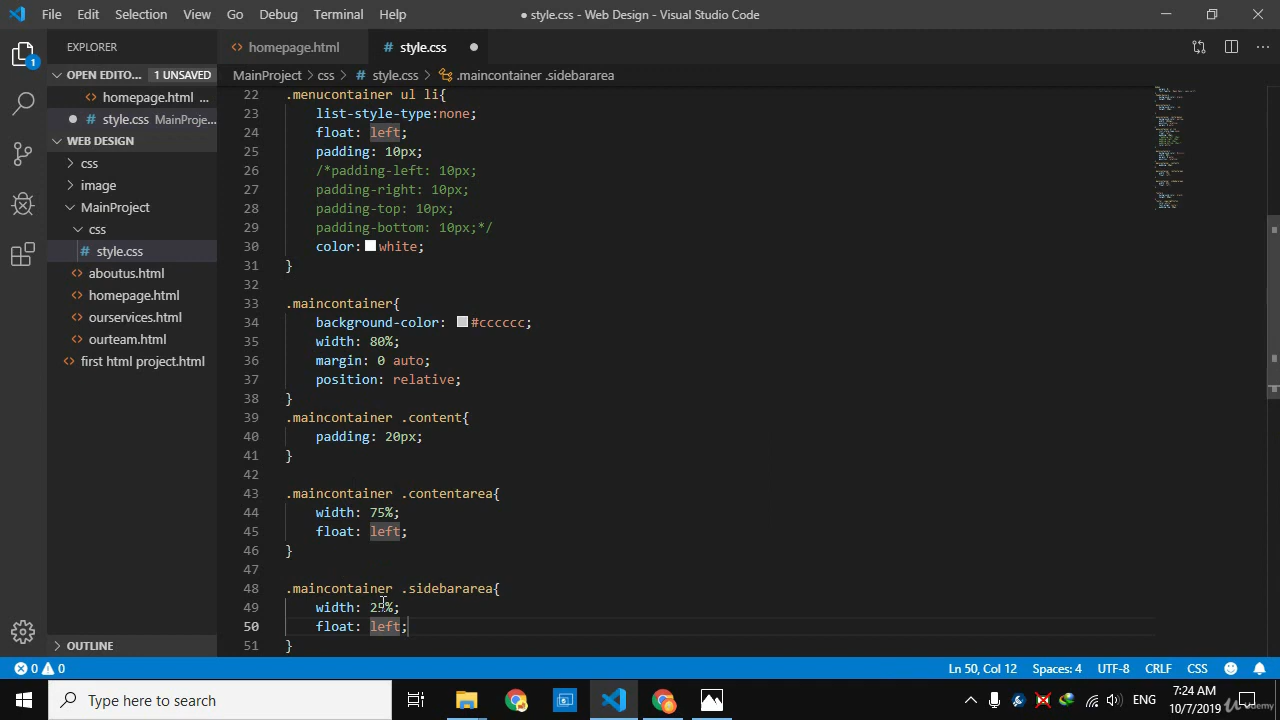 File Edit Selection View Go Debug Terminal Help
● style.css - Web Design - Visual Studio Code
EXPLORER
OPEN EDITO... 1 UNSAVED
homepage.html ...
style.css MainProje...
WEB DESIGN
css
image
MainProject
css
# style.css
aboutus.html
homepage.html
ourservices.html
ourteam.html
first html project.html
OUTLINE
homepage.html
# style.css
MainProject > css > # style.css > .maincontainer .sidebararea
22 .menucontainer ul li{
23 list-style-type:none;
24 float: left;
25 padding: 10px;
26 /*padding-left: 10px;
27 padding-right: 10px;
28 padding-top: 10px;
29 padding-bottom: 10px;*/
30 color: white;
31 }
32
33 .maincontainer{
34 background-color: #cccccc;
35 width: 80%;
36 margin: 0 auto;
37 position: relative;
38 }
39 .maincontainer .content{
40 padding: 20px;
41 }
42
43 .maincontainer .contentarea{
44 width: 75%;
45 float: left;
46 }
47
48 .maincontainer .sidebararea{
49 width: 25%;
50 float: left;
51 }
0 0
Ln 50, Col 12 Spaces: 4 UTF-8 CRLF CSS
Type here to search
ENG
7:24 AM
10/7/2019
Udemy
1